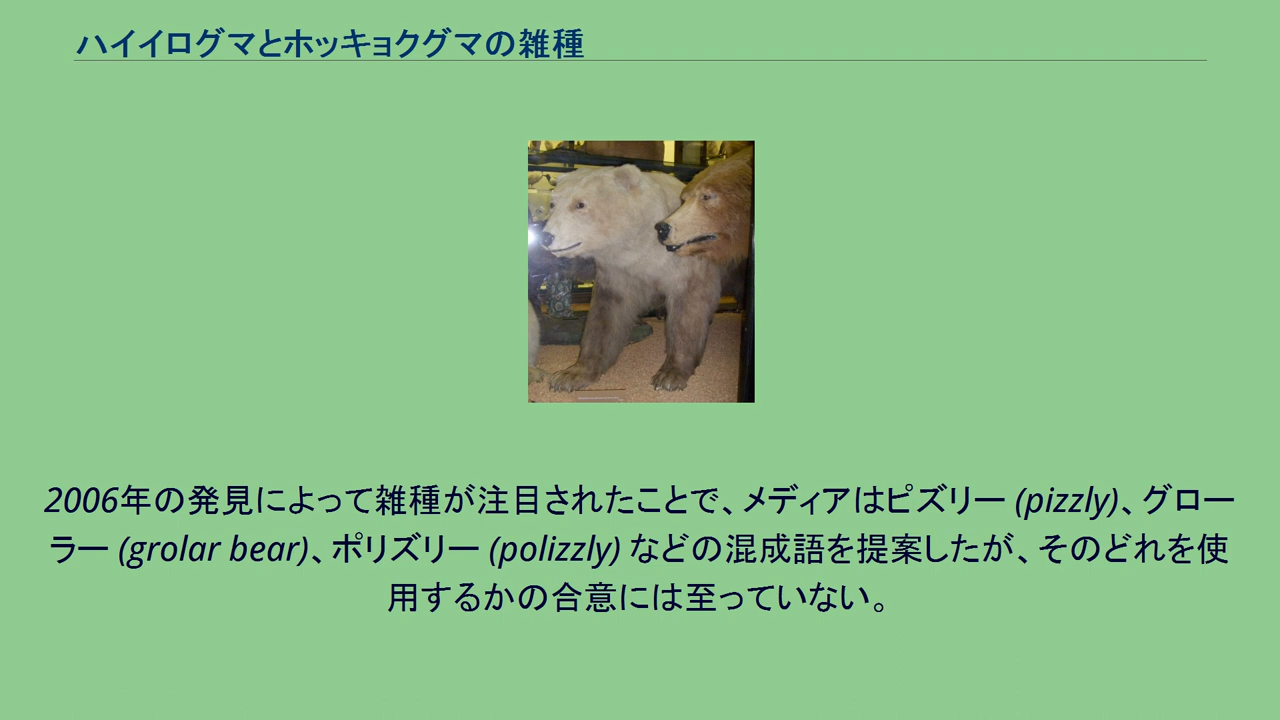 ハイイログマとホッキョクグマの雑種
2006年の発見によって雑種が注目されたことで、メディアはピズリー (pizzly)、グロー
ラー (grolar bear)、ポリズリー (polizzly) などの混成語を提案したが、そのどれを使
用するかの合意には至っていない。